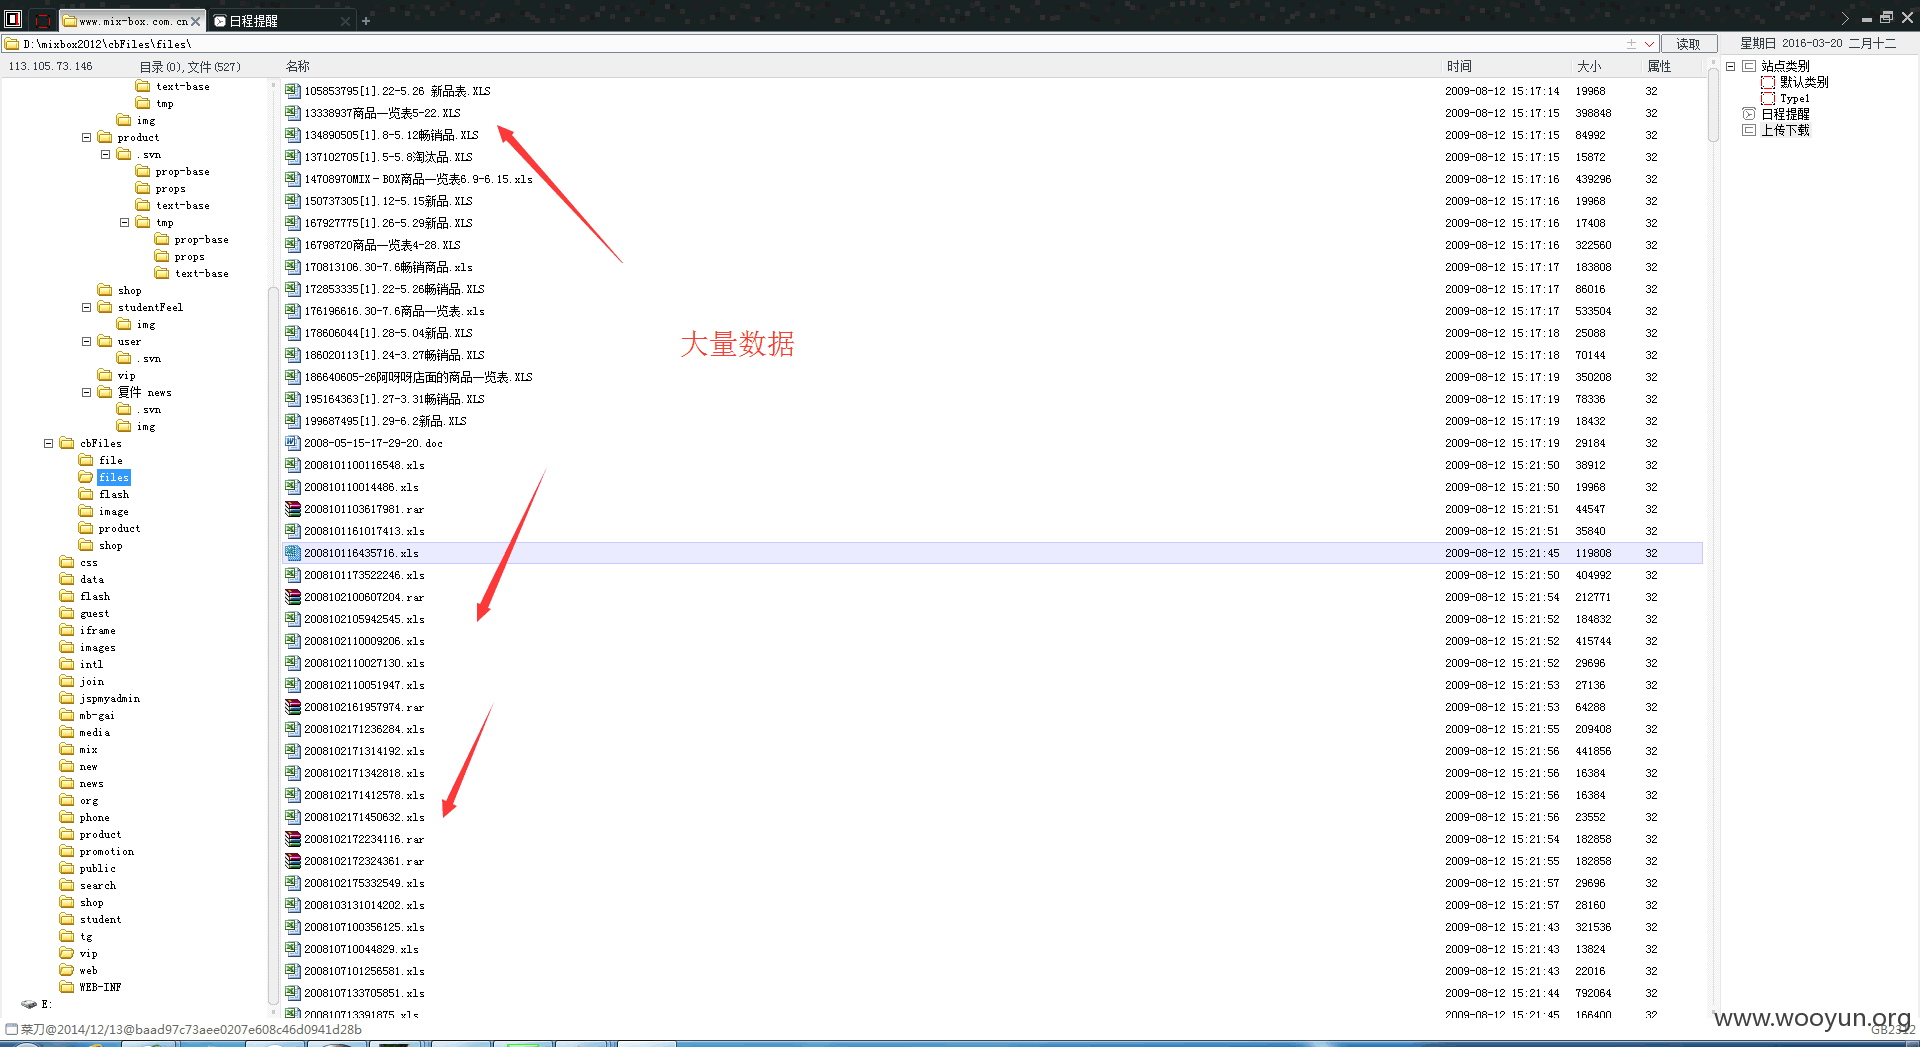 www.mix-box.com.cn
日程提醒
D:\mixbox2012\cbFiles\files\
读取
星期日 2016-03-20 二月十二
113.105.73.146
目录(0),文件(527)
名称 时间 大小 属性
text-base
tmp
img
product
.svn
prop-base
props
text-base
tmp
prop-base
props
text-base
shop
studentFeel
img
user
.svn
vip
复件 news
.svn
img
cbFiles
file
files
flash
image
product
shop
css
data
flash
guest
iframe
images
intl
join
jspmyadmin
mb-gai
media
mix
new
news
org
phone
product
promotion
public
search
shop
student
tg
vip
web
WEB-INF
E:
105853795[1].22-5.26 新品表.XLS 2009-08-12 15:17:14 19968 32
13338937商品一览表5-22.XLS 2009-08-12 15:17:15 398848 32
134890505[1].8-5.12畅销品.XLS 2009-08-12 15:17:15 84992 32
137102705[1].5-5.8淘汰品.XLS 2009-08-12 15:17:15 15872 32
14708970MIX-BOX商品一览表6.9-6.15.xls 2009-08-12 15:17:16 439296 32
150737305[1].12-5.15新品.XLS 2009-08-12 15:17:16 19968 32
167927775[1].26-5.29新品.XLS 2009-08-12 15:17:16 17408 32
16798720商品一览表4-28.XLS 2009-08-12 15:17:16 322560 32
170813106.30-7.6畅销商品.xls 2009-08-12 15:17:17 183808 32
172853335[1].22-5.26畅销品.XLS 2009-08-12 15:17:17 86016 32
176196616.30-7.6商品一览表.xls 2009-08-12 15:17:17 533504 32
178606044[1].28-5.04新品.XLS 2009-08-12 15:17:18 25088 32
186020113[1].24-3.27畅销品.XLS 2009-08-12 15:17:18 70144 32
186640605-26阿呀呀店面的商品一览表.XLS 2009-08-12 15:17:19 350208 32
195164363[1].27-3.31畅销品.XLS 2009-08-12 15:17:19 78336 32
199687495[1].29-6.2新品.XLS 2009-08-12 15:17:19 18432 32
2008-05-15-17-29-20.doc 2009-08-12 15:17:19 29184 32
2008101100116548.xls 2009-08-12 15:21:50 38912 32
200810110014486.xls 2009-08-12 15:21:50 19968 32
2008101103617981.rar 2009-08-12 15:21:51 44547 32
2008101161017413.xls 2009-08-12 15:21:51 35840 32
200810116435716.xls 2009-08-12 15:21:45 119808 32
2008101173522246.xls 2009-08-12 15:21:50 404992 32
2008102100607204.rar 2009-08-12 15:21:54 212771 32
2008102105942545.xls 2009-08-12 15:21:52 184832 32
2008102110009206.xls 2009-08-12 15:21:52 415744 32
2008102110027130.xls 2009-08-12 15:21:52 29696 32
2008102110051947.xls 2009-08-12 15:21:53 27136 32
2008102161957974.rar 2009-08-12 15:21:53 64288 32
2008102171236284.xls 2009-08-12 15:21:55 209408 32
2008102171314192.xls 2009-08-12 15:21:56 441856 32
2008102171342818.xls 2009-08-12 15:21:56 16384 32
2008102171412578.xls 2009-08-12 15:21:56 16384 32
2008102171450632.xls 2009-08-12 15:21:56 23552 32
2008102172234116.rar 2009-08-12 15:21:54 182858 32
2008102172324361.rar 2009-08-12 15:21:55 182858 32
2008102175332549.xls 2009-08-12 15:21:57 29696 32
2008103131014202.xls 2009-08-12 15:21:57 28160 32
200810710035­6125.xls 2009-08-12 15:21:43 321536 32
200810710044829.xls 2009-08-12 15:21:43 13824 32
2008107101256581.xls 2009-08-12 15:21:43 22016 32
2008107133705851.xls 2009-08-12 15:21:44 792064 32
200810713391875.xls 2009-08-12 15:21:45 166400 32
大量数据
站点类别
默认类别
Type1
日程提醒
上传下载
菜刀@2014/12/13@baad97c73aee0207e608c46d0941d28b
GB2312
www.wooyun.org